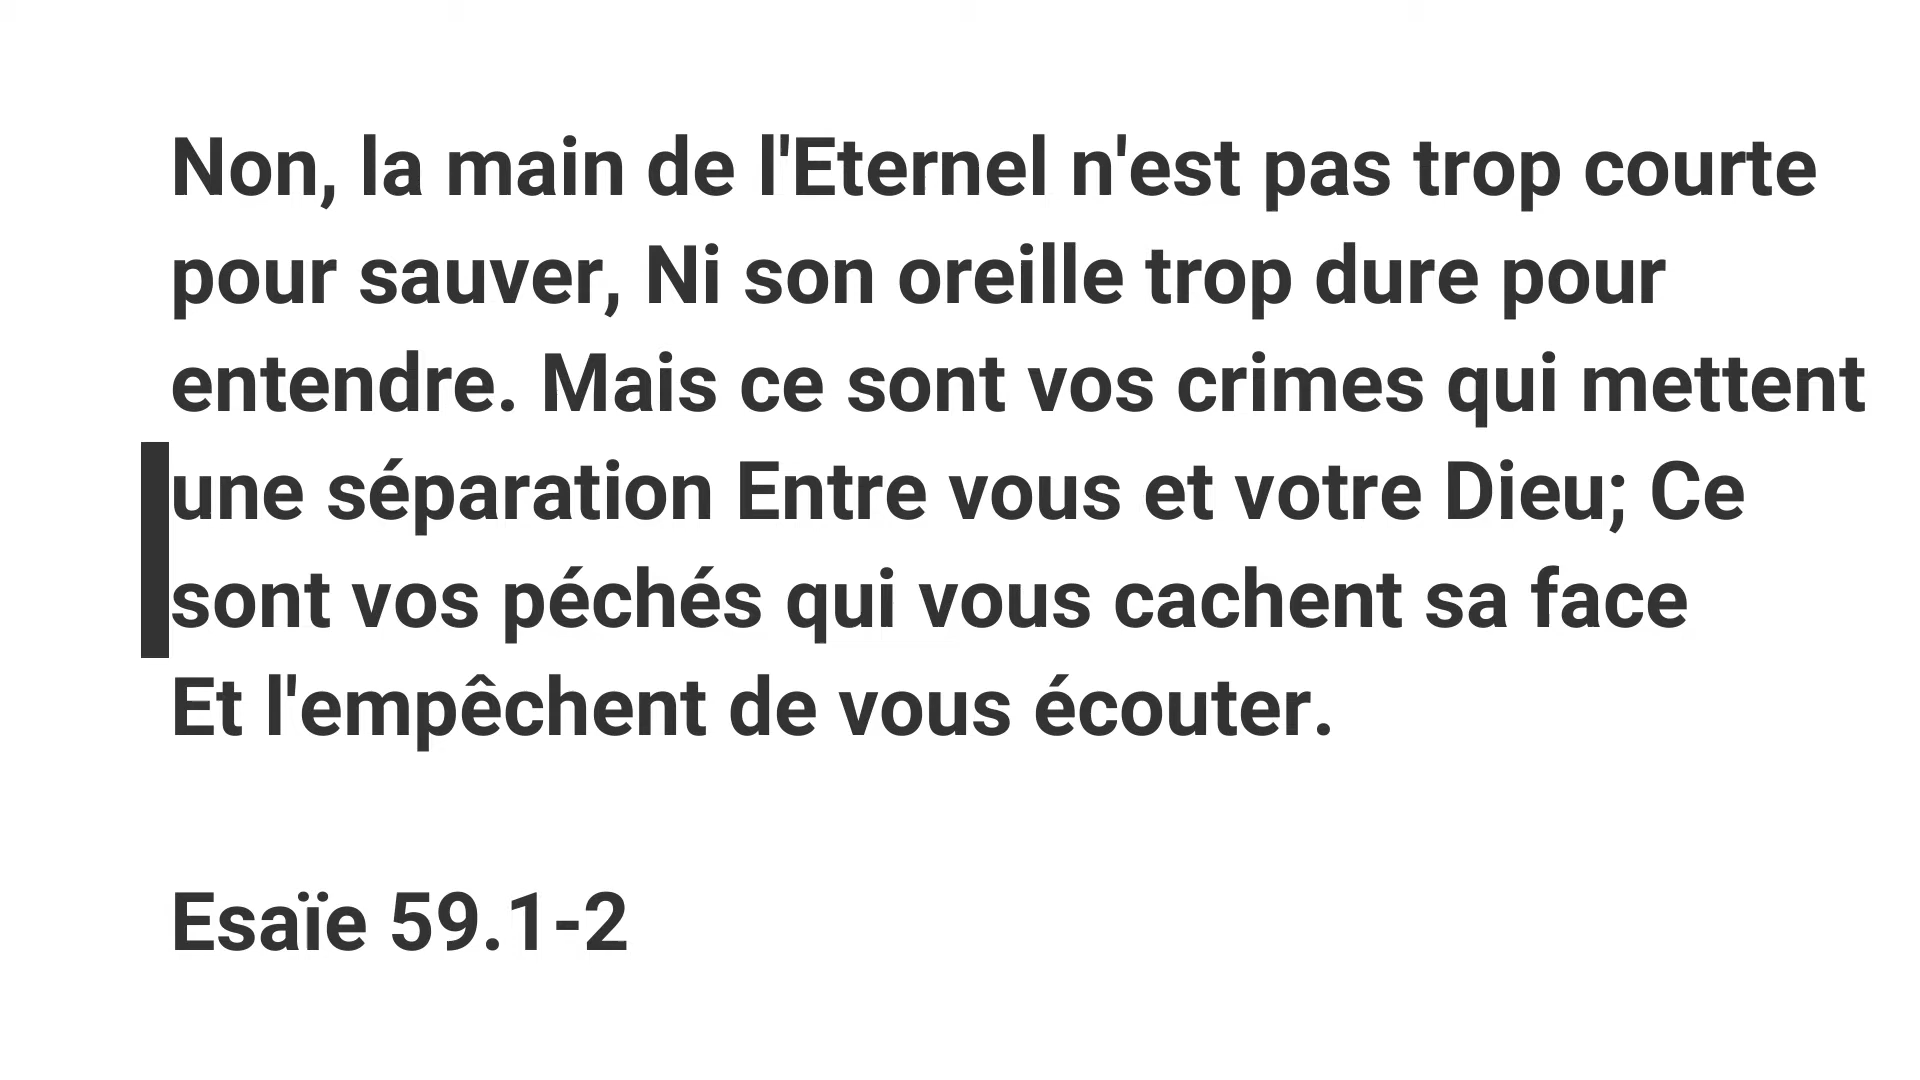 Non, la main de l'Eternel n'est pas trop courte
pour sauver, Ni son oreille trop dure pour
entendre. Mais ce sont vos crimes qui mettent
une séparation Entre vous et votre Dieu; Ce
sont vos péchés qui vous cachent sa face
Et l'empêchent de vous écouter.
Esaïe 59.1-2